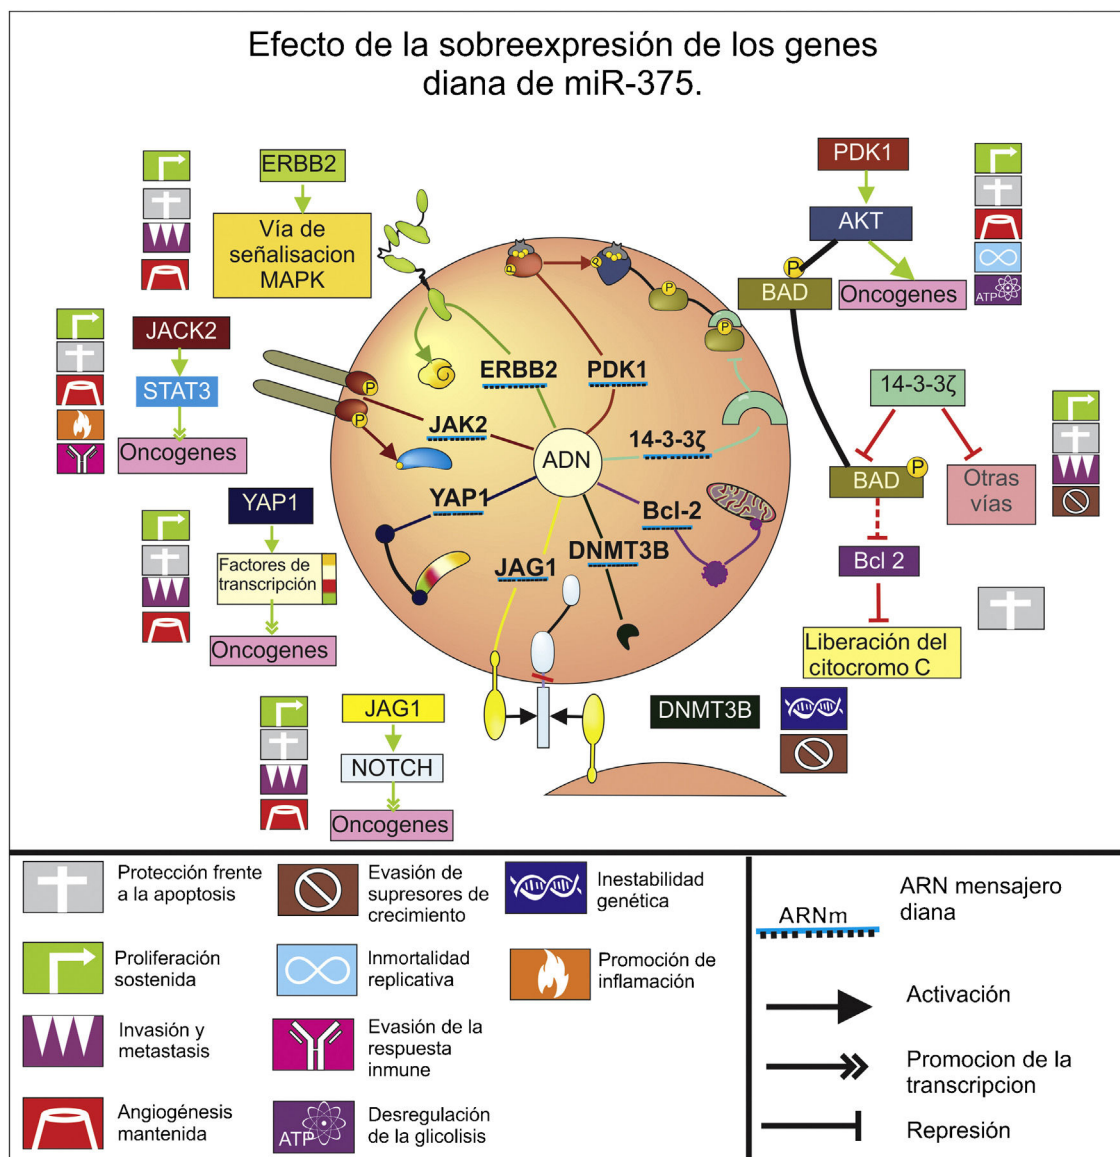 Efecto de la sobreexpresión de los genes
diana de miR-375.
ERBB2
Vía de
señalisacion
MAPK
JACK2
STAT3
Oncogenes
YAP1
Factores de
transcripción
Oncogenes
JAG1
NOTCH
Oncogenes
PDK1
AKT
P
BAD
Oncogenes
ATP
14-3-3ζ
BAD
P
Otras
vías
Bcl 2
Liberación del
citocromo C
DNMT3B
P
P
P
P
P
P
ERBB2
PDK1
JAK2
14-3-3ζ
ADN
YAP1
Bcl-2
JAG1
DNMT3B
Protección frente
a la apoptosis
Proliferación
sostenida
Invasión y
metastasis
Angiogénesis
mantenida
Evasión de
supresores de
crecimiento
Inmortalidad
replicativa
Evasión de la
respuesta
inmune
ATP
Desregulación
de la glicolisis
Inestabilidad
genética
Promoción de
inflamación
ARNm
ARN mensajero
diana
Activación
Promocion de la
transcripcion
Represión